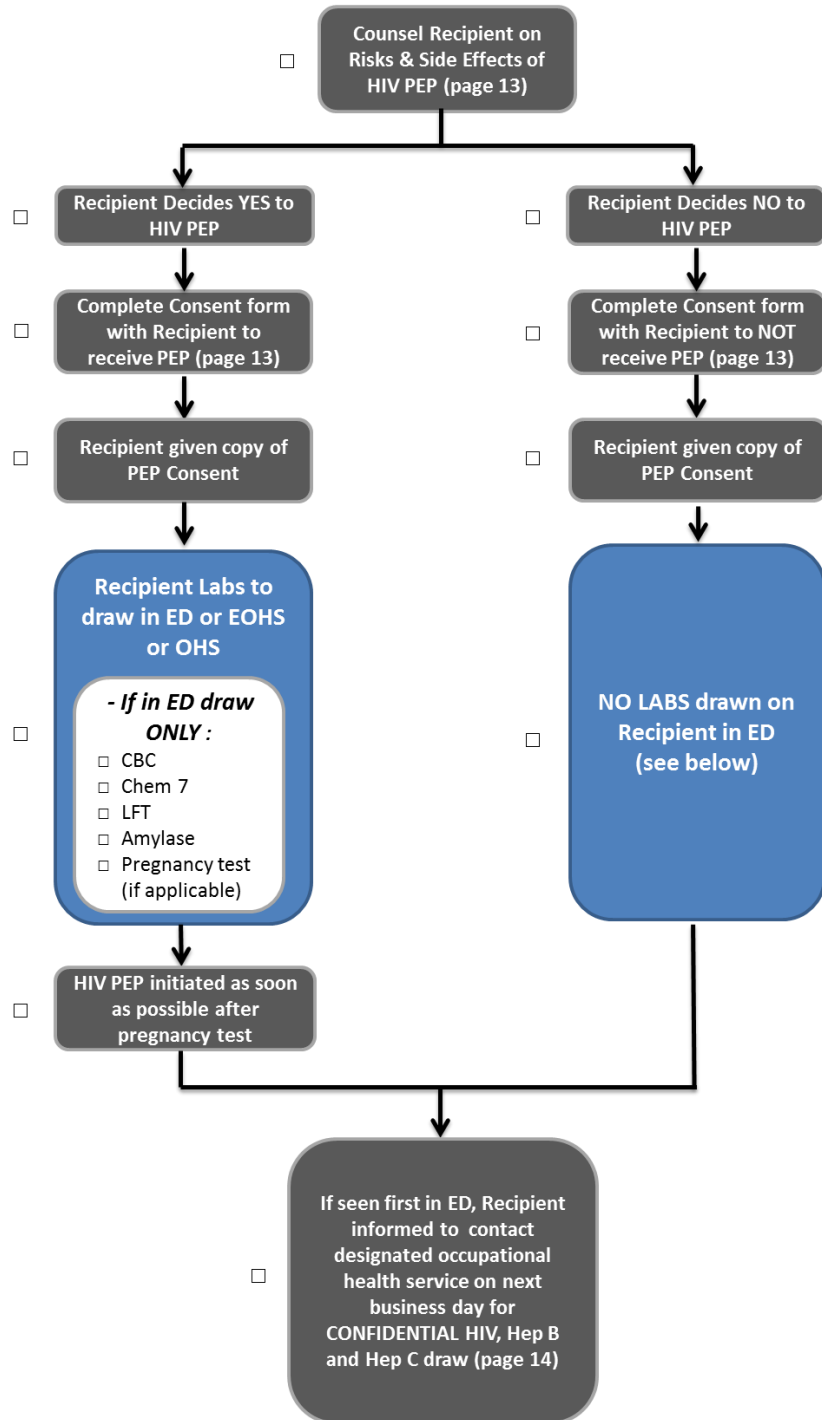 Counsel Recipient on
Risks & Side Effects of
HIV PEP (page 13)
Recipient Decides YES to
HIV PEP
Complete Consent form
with Recipient to
receive PEP (page 13)
Recipient given copy of
PEP Consent
Recipient Labs to
draw in ED or EOHS
or OHS
- If in ED draw
ONLY :
□ CBC
□ Chem 7
□ LFT
□ Amylase
□ Pregnancy test
(if applicable)
HIV PEP initiated as soon
as possible after
pregnancy test
Recipient Decides NO to
HIV PEP
Complete Consent form
with Recipient to NOT
receive PEP (page 13)
Recipient given copy of
PEP Consent
NO LABS drawn on
Recipient in ED
(see below)
If seen first in ED, Recipient
informed to contact
designated occupational
health service on next
business day for
CONFIDENTIAL HIV, Hep B
and Hep C draw (page 14)